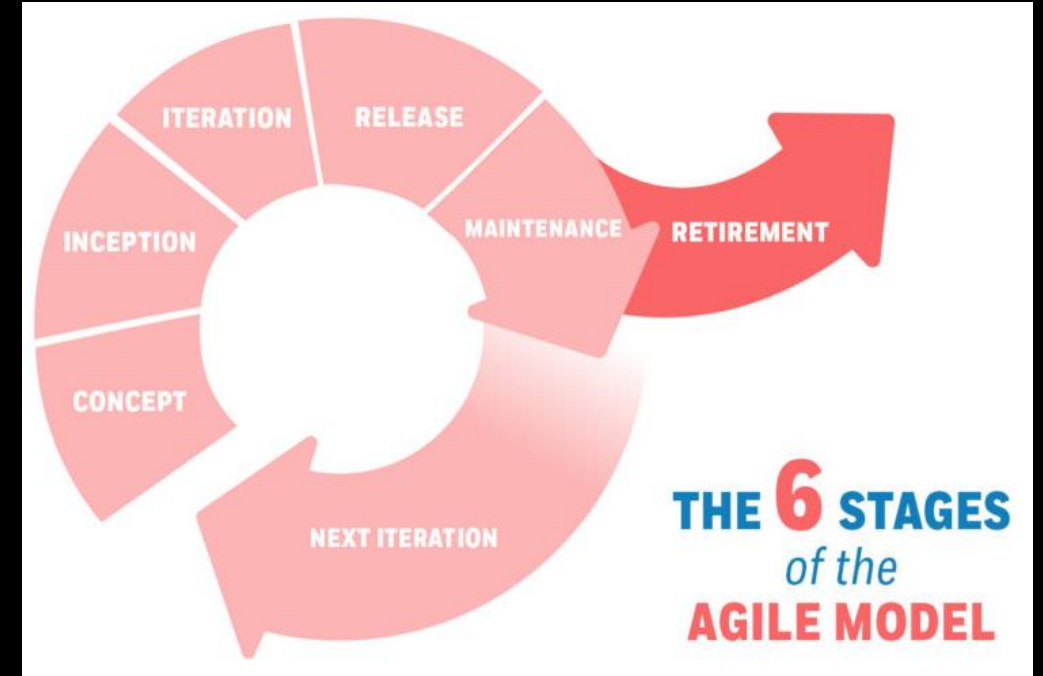 CONCEPT
INCEPTION
ITERATION
RELEASE
MAINTENANCE
RETIREMENT
NEXT ITERATION
THE 6 STAGES
of the
AGILE MODEL